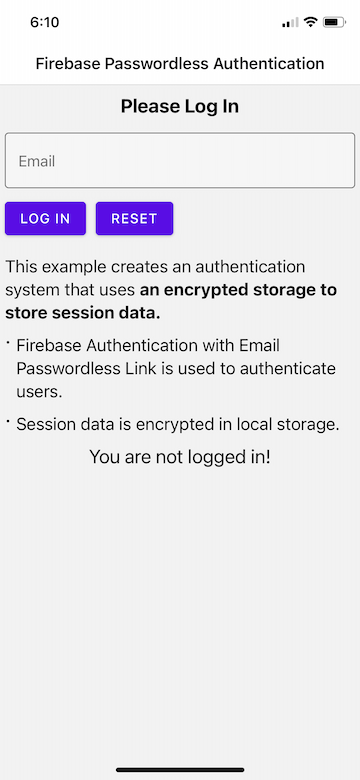 6:10
Firebase Passwordless Authentication
Please Log In
Email
LOG IN RESET
This example creates an authentication
system that uses an encrypted storage to
store session data.
· Firebase Authentication with Email
Passwordless Link is used to authenticate
users.
· Session data is encrypted in local storage.
You are not logged in!